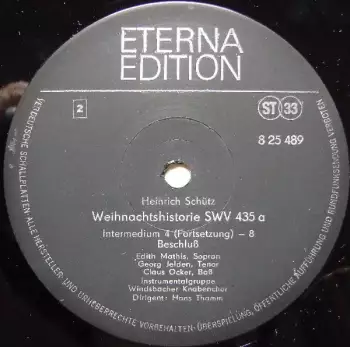 ETERNA
EDITION
2
ST 33
8 25 489
Heinrich Schütz
Weihnachtshistorie SWV 435 a
Intermedium 4 (Fortsetzung) – 8
Beschluß
Edith Mathis, Sopran
Georg Jelden, Tenor
Claus Ocker, Baß
Instrumentalgruppe
Windsbacher Knabenchor
Dirigent: Hans Thamm
VEB DEUTSCHE SCHALLPLATTEN · ALLE HERSTELLER- UND URHEBERRECHTE VORBEHALTEN · ÜBERSPIELUNG, ÖFFENTLICHE AUFFÜHRUNG UND RUNDFUNKSENDUNG VERBOTEN